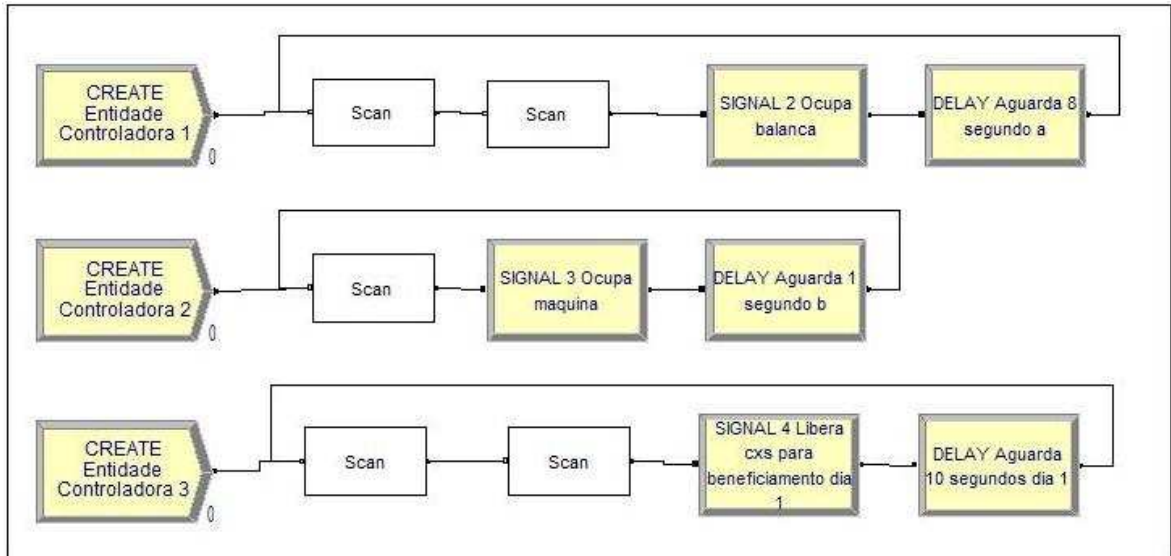 CREATE
Entidade
Controladora 1
0
Scan
Scan
SIGNAL 2 Ocupa
balanca
DELAY Aguarda 8
segundo a
CREATE
Entidade
Controladora 2
0
Scan
SIGNAL 3 Ocupa
maquina
DELAY Aguarda 1
segundo b
CREATE
Entidade
Controladora 3
0
Scan
Scan
SIGNAL 4 Libera
cxs para
beneficiamento dia
1
DELAY Aguarda
10 segundos dia 1